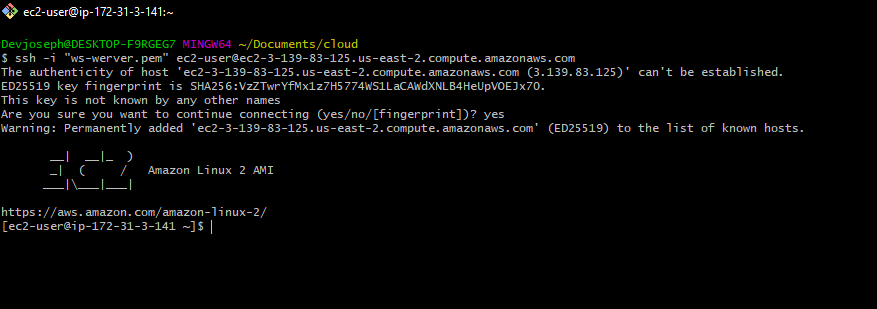 ec2-user@ip-172-31-3-141:~
Devjoseph@DESKTOP-F9RGEG7 MINGW64 ~/Documents/cloud
$ ssh -i "ws-werver.pem" ec2-user@ec2-3-139-83-125.us-east-2.compute.amazonaws.com
The authenticity of host 'ec2-3-139-83-125.us-east-2.compute.amazonaws.com (3.139.83.125)' can't be established.
ED25519 key fingerprint is SHA256:VzZTwrYfMx1z7H5774WS1LaCAWdXNLB4HeUpVOEJx7O.
This key is not known by any other names
Are you sure you want to continue connecting (yes/no/[fingerprint])? yes
Warning: Permanently added 'ec2-3-139-83-125.us-east-2.compute.amazonaws.com' (ED25519) to the list of known hosts.
       __|  __|_  )
       _|  (     /   Amazon Linux 2 AMI
      ___|\___|___|
https://aws.amazon.com/amazon-linux-2/
[ec2-user@ip-172-31-3-141 ~]$